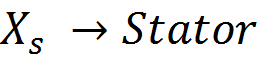 Xₛ → Stator